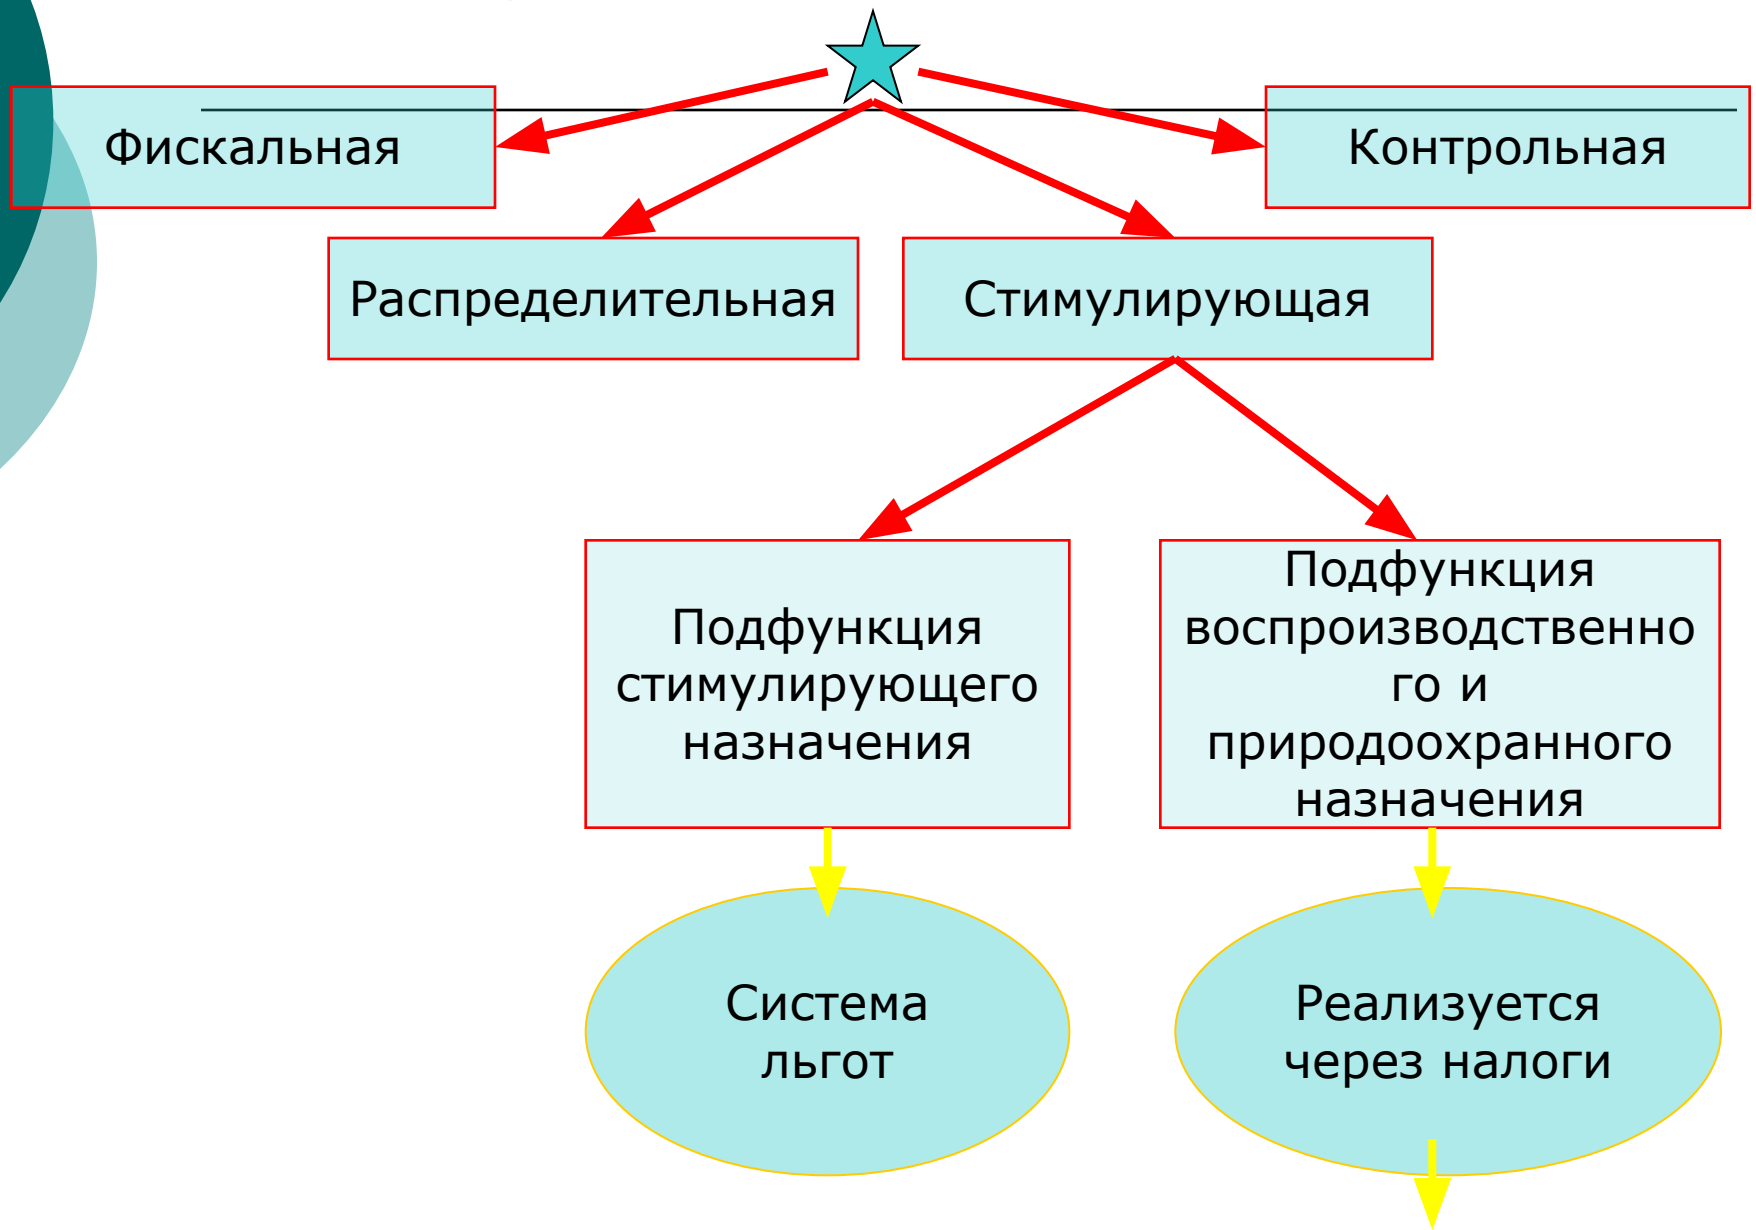 Фискальная
Контрольная
Распределительная
Стимулирующая
Подфункция
стимулирующего
назначения
Подфункция
воспроизводственно
го и
природоохранного
назначения
Система
льгот
Реализуется
через налоги